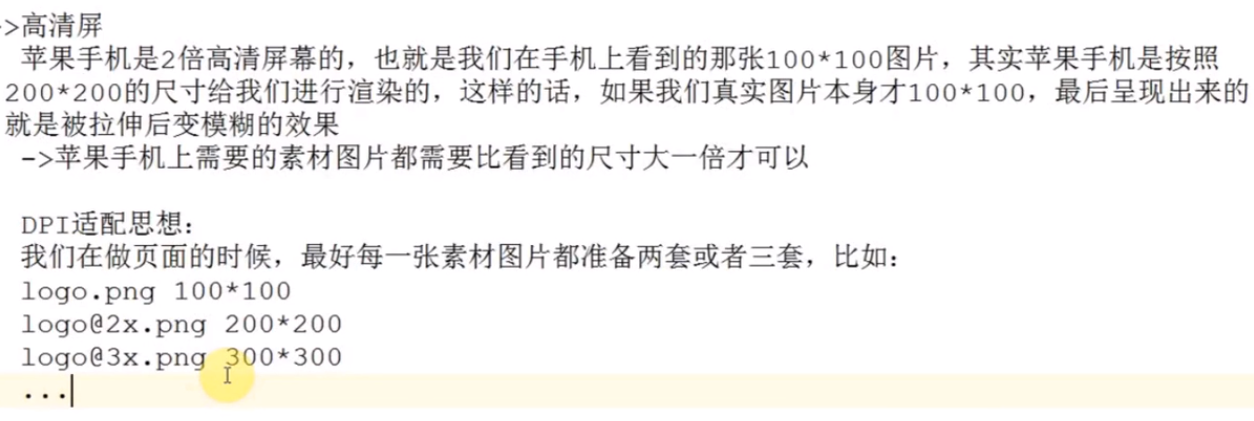 ->高清屏
苹果手机是2倍高清屏幕的，也就是我们在手机上看到的那张100*100图片，其实苹果手机是按照
200*200的尺寸给我们进行渲染的，这样的话，如果我们真实图片本身才100*100，最后呈现出来的
就是被拉伸后变模糊的效果
->苹果手机上需要的素材图片都需要比看到的尺寸大一倍才可以
DPI适配思想：
我们在做页面的时候，最好每一张素材图片都准备两套或者三套，比如：
logo.png 100*100
logo@2x.png 200*200
logo@3x.png 300*300
...